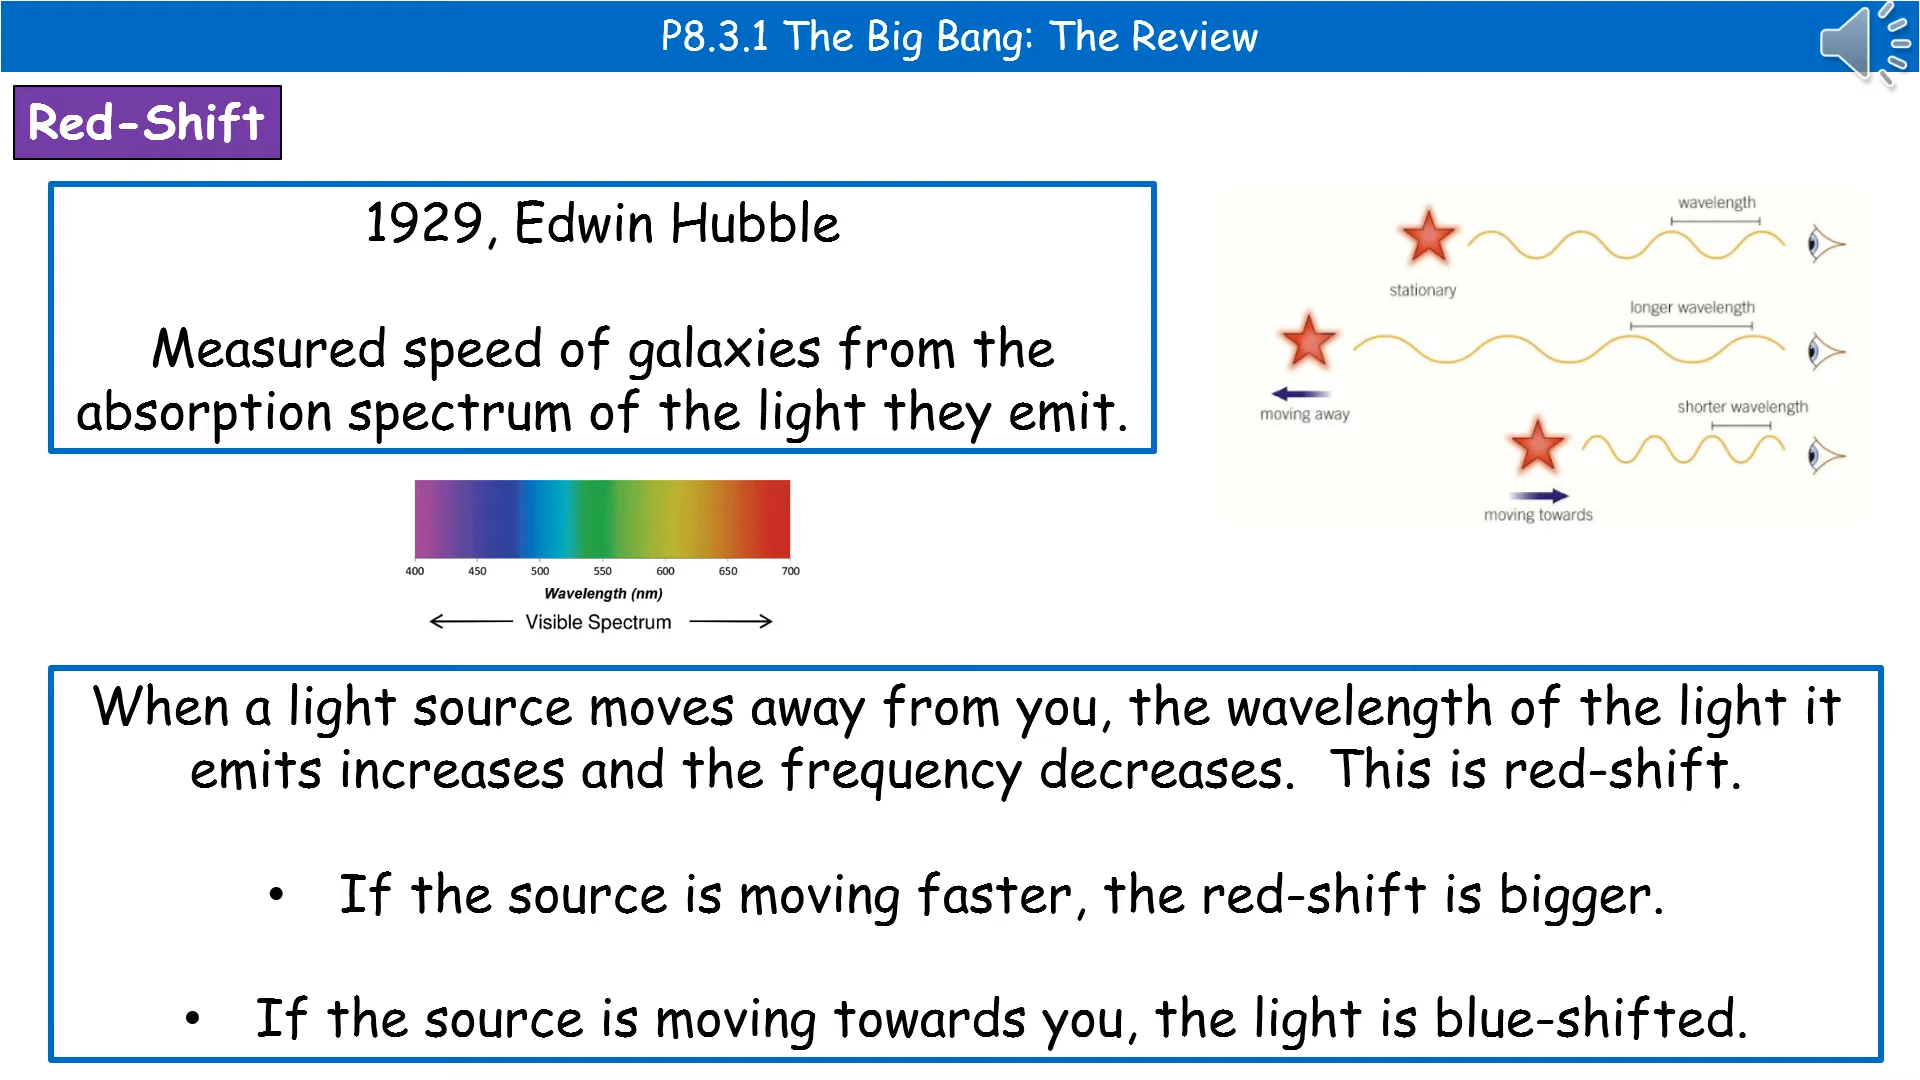 P8.3.1 The Big Bang: The Review
Red-Shift
1929, Edwin Hubble
Measured speed of galaxies from the
absorption spectrum of the light they emit.
wavelength
stationary
longer wavelength
moving away
shorter wavelength
moving towards
400 450 500 550 600 650 700
Wavelength (nm)
Visible Spectrum
When a light source moves away from you, the wavelength of the light it
emits increases and the frequency decreases. This is red-shift.
• If the source is moving faster, the red-shift is bigger.
• If the source is moving towards you, the light is blue-shifted.